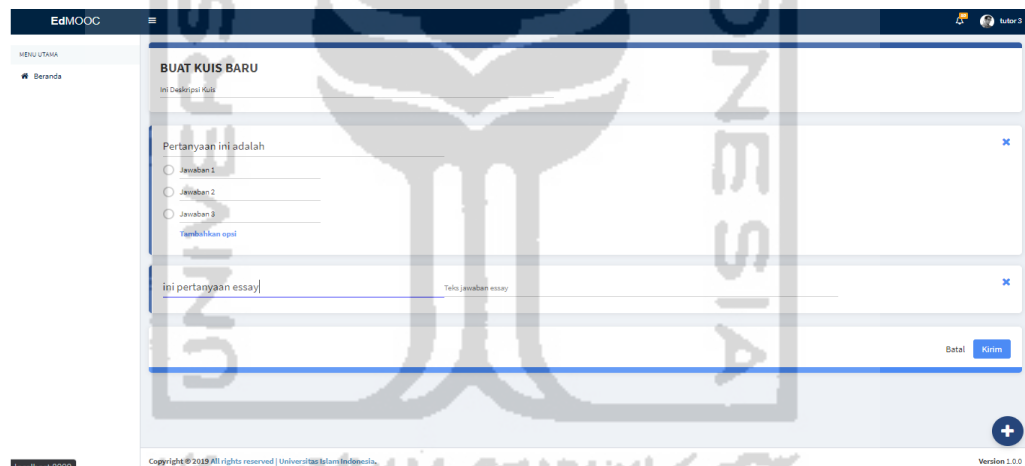 EdMOOC
tutor 3
MENU UTAMA
Beranda
BUAT KUIS BARU
Ini Deskripsi Kuis
Pertanyaan ini adalah
Jawaban 1
Jawaban 2
Jawaban 3
Tambahkan opsi
ini pertanyaan essay
Teks jawaban essay
Batal Kirim
Copyright © 2019 All rights reserved | Universitas Islam Indonesia.
Version 1.0.0
UNIVERS
ONESIA